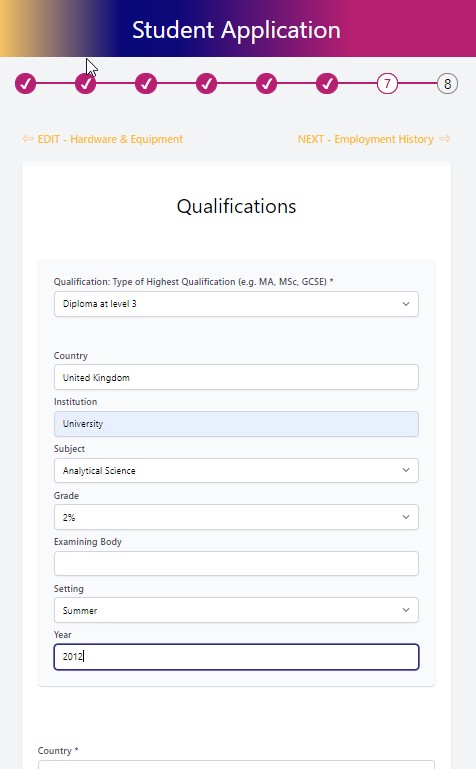 Student Application
7 8
⇦ EDIT - Hardware & Equipment NEXT - Employment History ⇨
Qualifications
Qualification: Type of Highest Qualification (e.g. MA, MSc, GCSE) *
Diploma at level 3
Country
United Kingdom
Institution
University
Subject
Analytical Science
Grade
2%
Examining Body
Setting
Summer
Year
2012
Country *